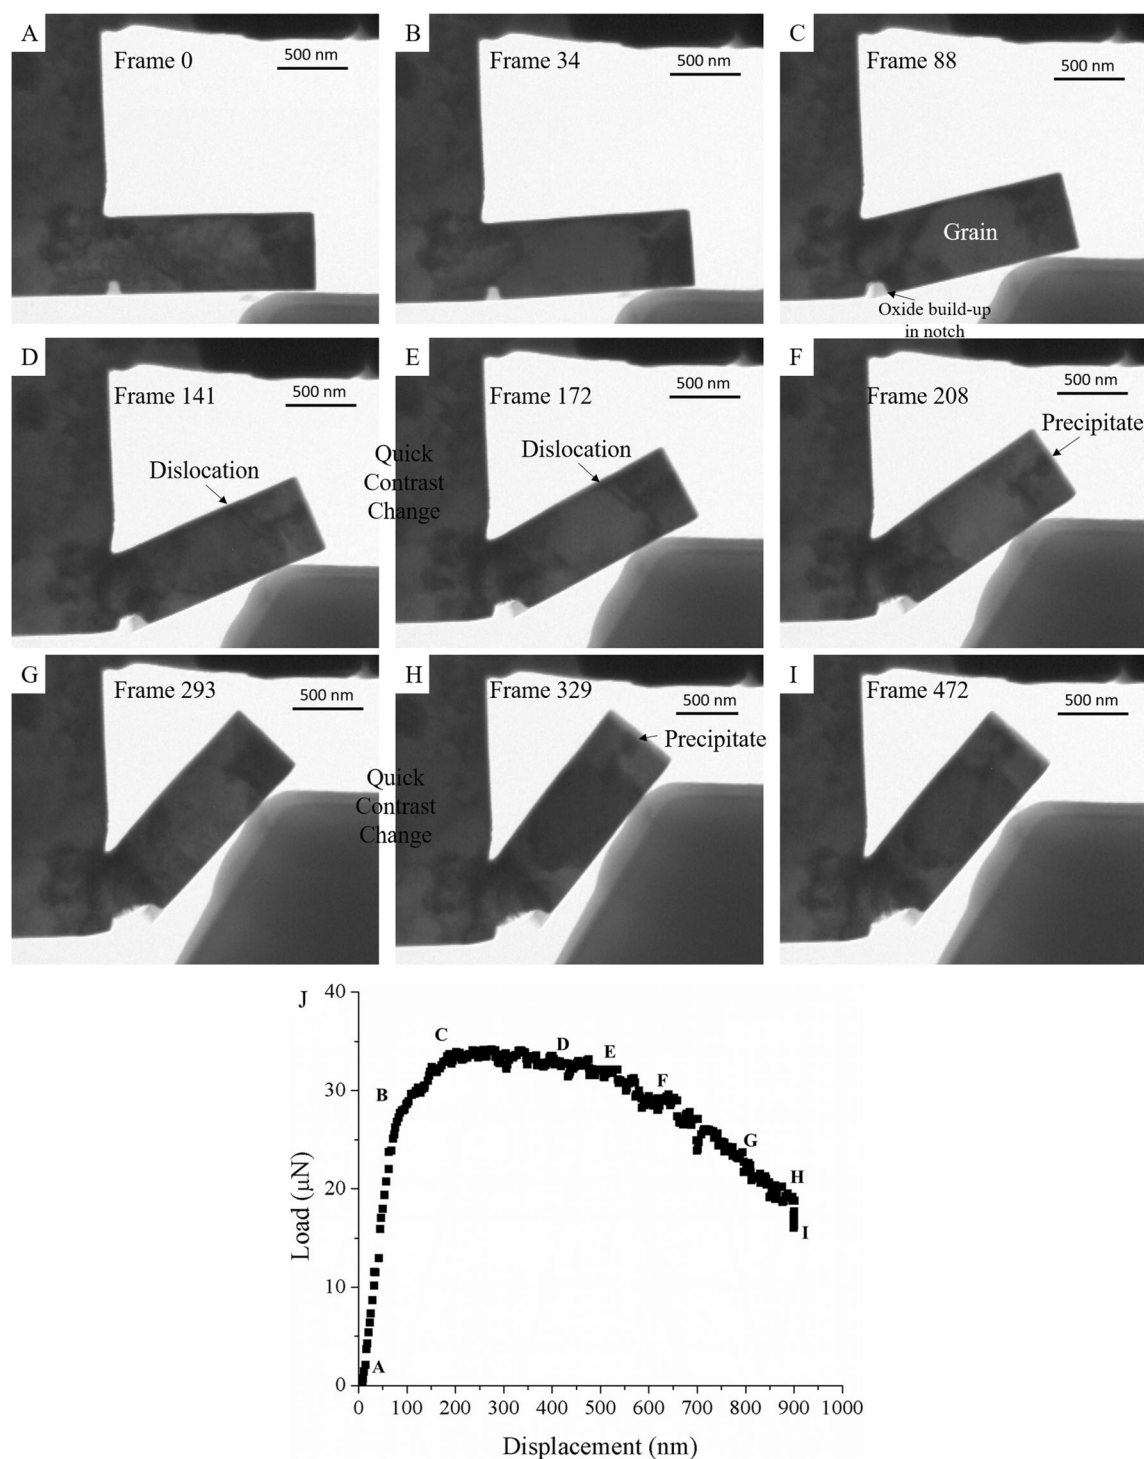 A
Frame 0
500 nm
B
Frame 34
500 nm
C
Frame 88
500 nm
Grain
Oxide build-up
in notch
D
Frame 141
500 nm
Dislocation
E
Frame 172
500 nm
Quick
Contrast
Change
Dislocation
F
Frame 208
500 nm
Precipitate
G
Frame 293
500 nm
H
Frame 329
500 nm
Quick
Contrast
Change
Precipitate
I
Frame 472
500 nm
J
40
30
20
10
0
Load (μN)
A
B
C
D
E
F
G
H
I
0 100 200 300 400 500 600 700 800 900 1000
Displacement (nm)